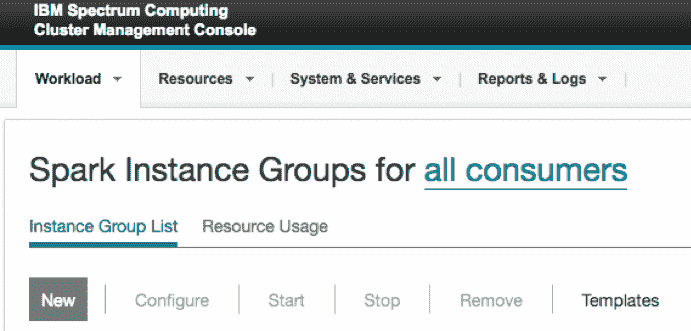 IBM Spectrum Computing
Cluster Management Console
Workload Resources System & Services Reports & Logs
Spark Instance Groups for all consumers
Instance Group List Resource Usage
New Configure Start Stop Remove Templates